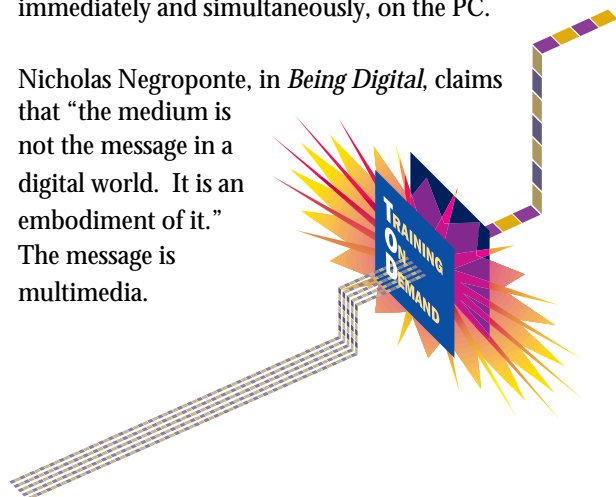 immediately and simultaneously, on the PC.
Nicholas Negroponte, in Being Digital, claims
that “the medium is
not the message in a
digital world.  It is an
embodiment of it.”
The message is
multimedia.
TRAINING
ON
DEMAND